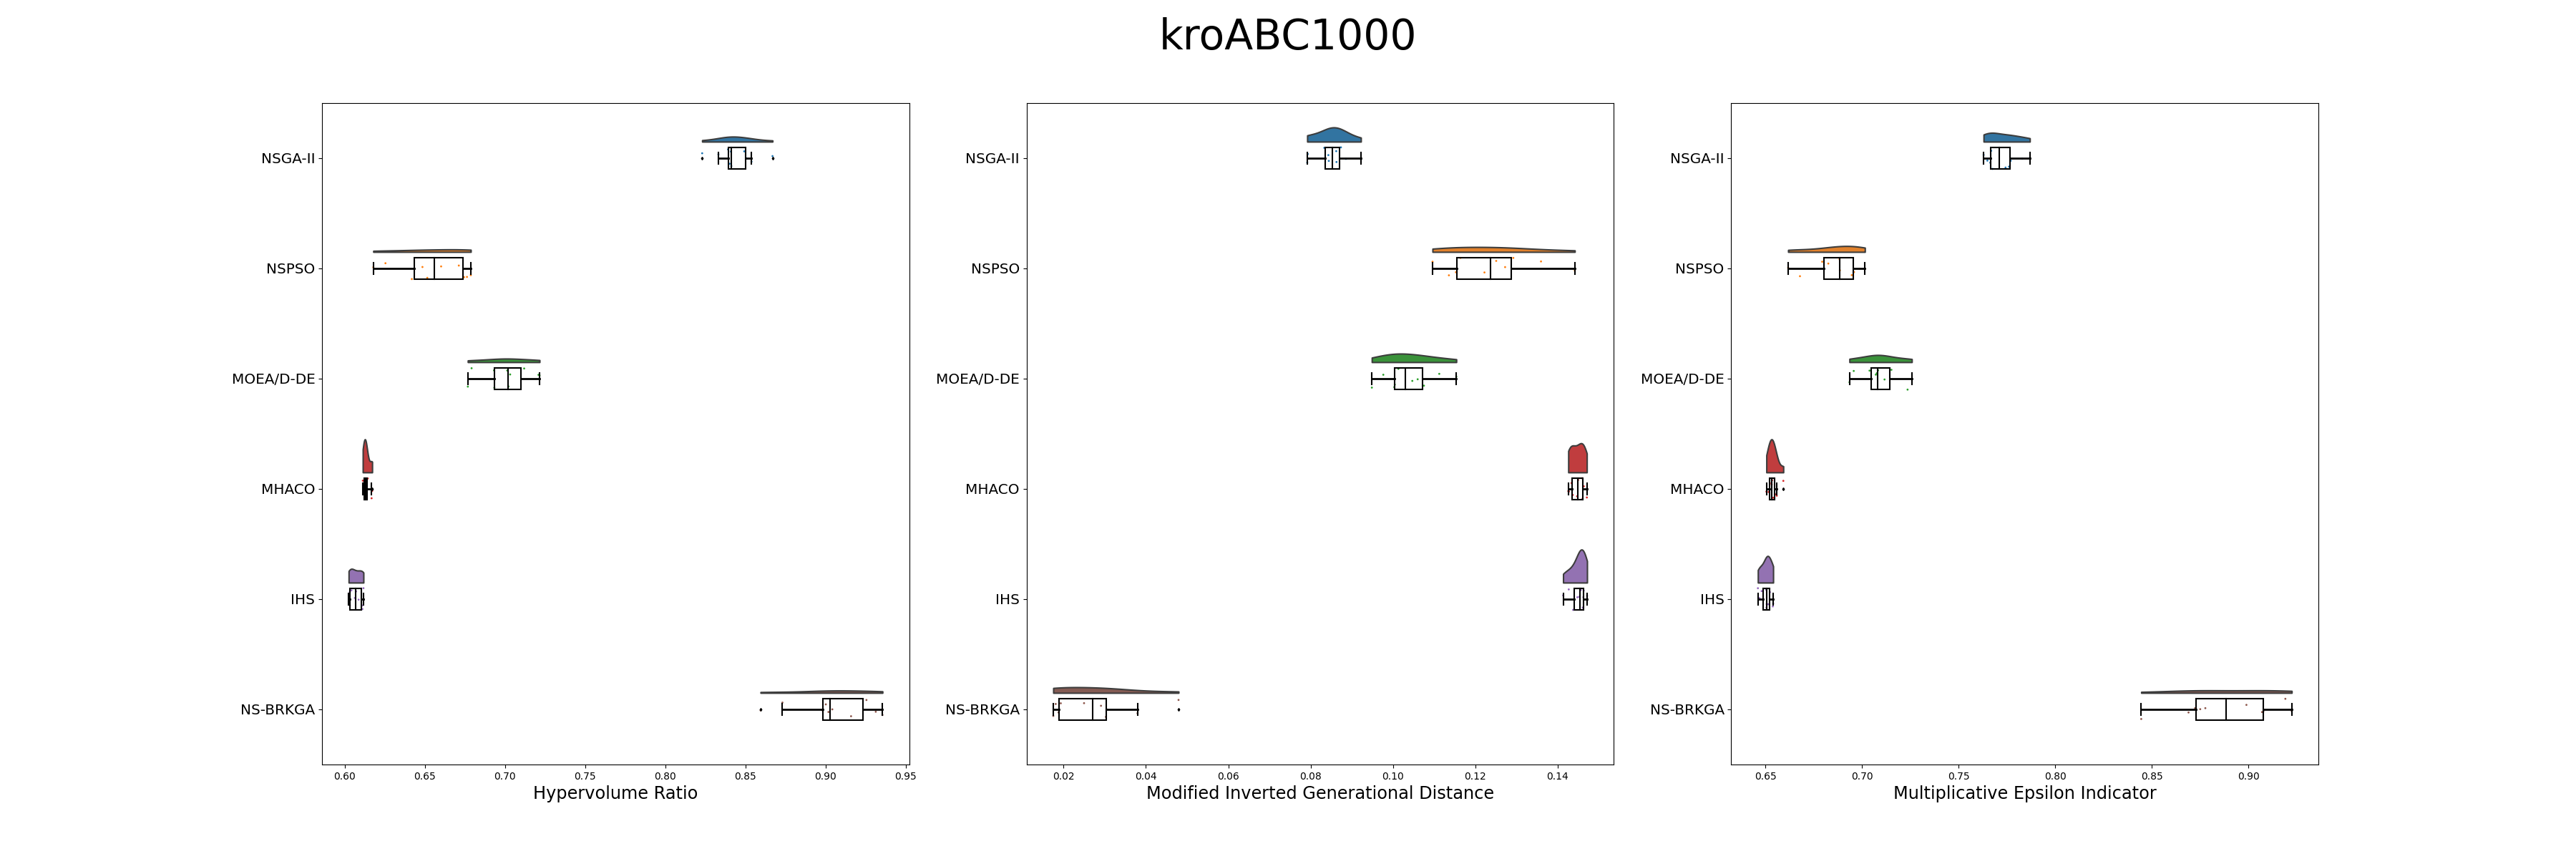 kroABC1000
NSGA-II
NSPSO
MOEA/D-DE
MHACO
IHS
NS-BRKGA
0.60 0.65 0.70 0.75 0.80 0.85 0.90 0.95
Hypervolume Ratio
NSGA-II
NSPSO
MOEA/D-DE
MHACO
IHS
NS-BRKGA
0.02 0.04 0.06 0.08 0.10 0.12 0.14
Modified Inverted Generational Distance
NSGA-II
NSPSO
MOEA/D-DE
MHACO
IHS
NS-BRKGA
0.65 0.70 0.75 0.80 0.85 0.90
Multiplicative Epsilon Indicator